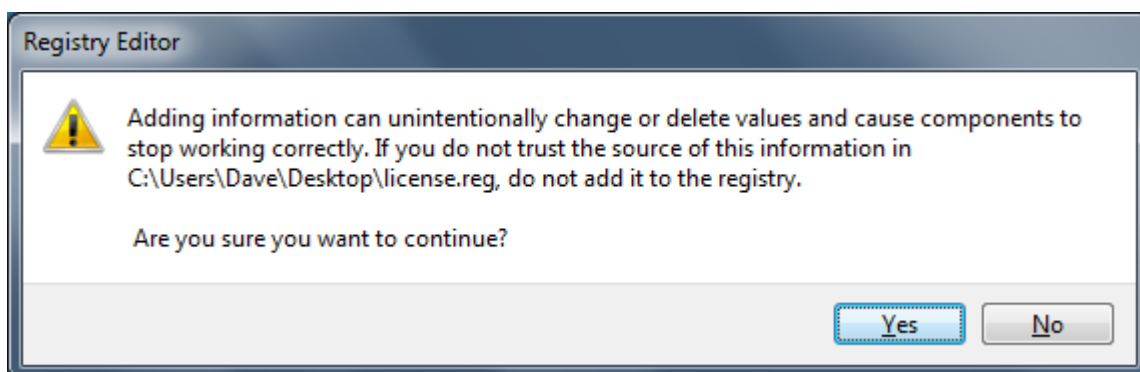 Registry Editor
Adding information can unintentionally change or delete values and cause components to
stop working correctly. If you do not trust the source of this information in
C:\Users\Dave\Desktop\license.reg, do not add it to the registry.
Are you sure you want to continue?
Yes No